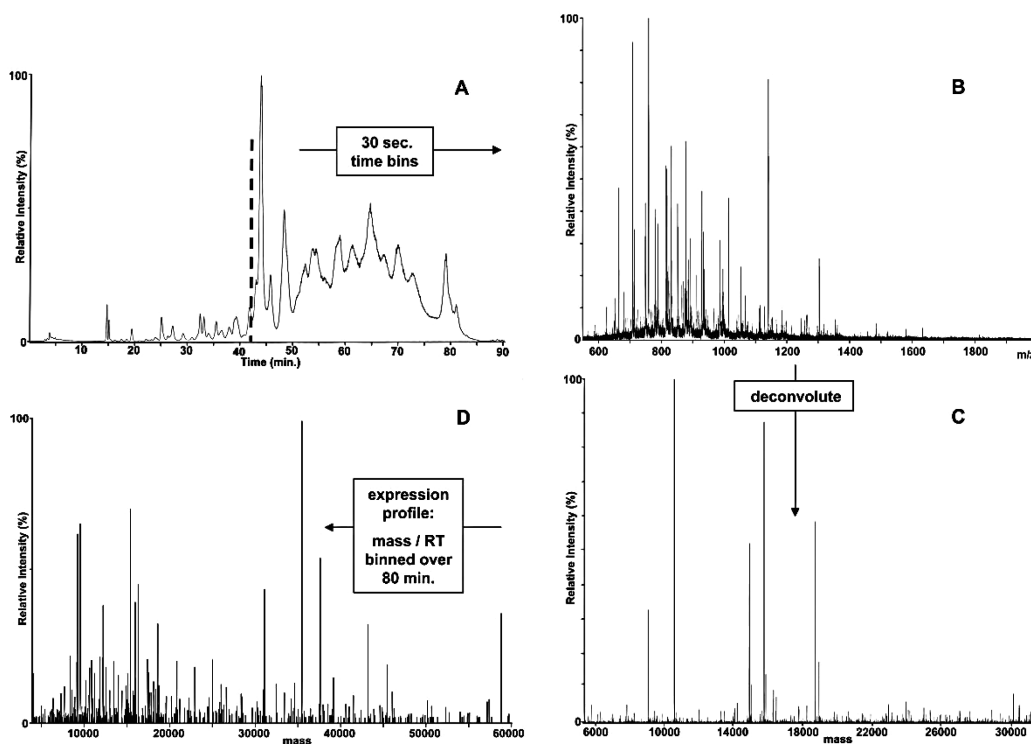 A
100
Relative Intensity (%)
30 sec.
time bins
0
10 20 30 40 50 60 70 80 90
Time (min.)
B
100
Relative Intensity (%)
0
600 800 1000 1200 1400 1600 1800
deconvolute
C
100
Relative Intensity (%)
0
6000 10000 14000 18000 22000 26000 30000
mass
D
100
Relative Intensity (%)
expression
profile:
mass / RT
binned over
80 min.
0
10000 20000 30000 40000 50000 60000
mass